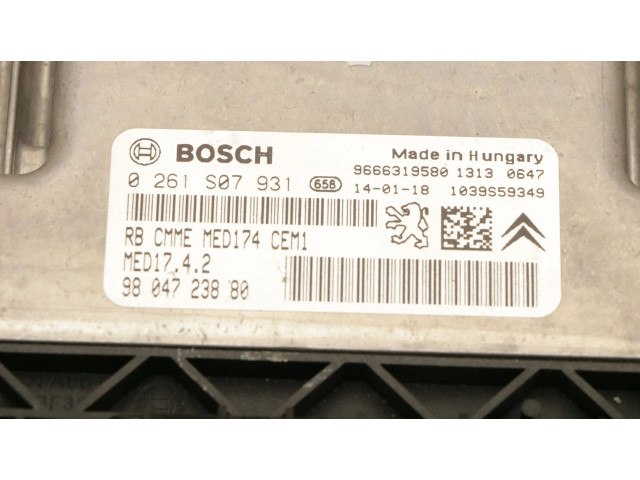 BOSCH
Made in Hungary
0 261 S07 931 658
9666319580 1313 0647
14-01-18 1039S59349
RB CMME MED174 CEM1
MED17.4.2
98 047 238 80